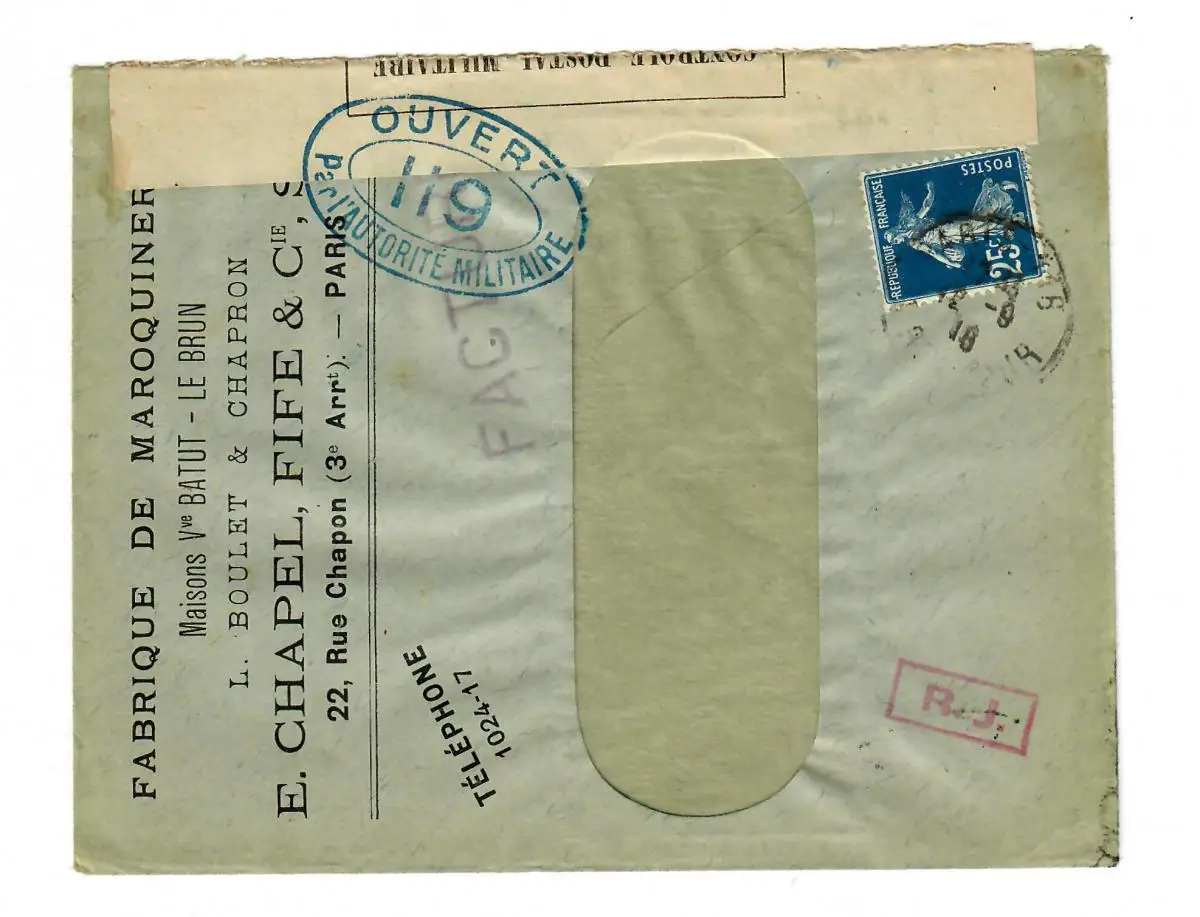 CONTROLE POSTAL MILITAIRE
OUVERT
119
Par l'AUTORITÉ MILITAIRE
FABRIQUE DE MAROQUINER
Maisons Vve BATUT - LE BRUN
L. BOULET & CHAPRON
E. CHAPEL, FIFE & CIE, S
22, Rue Chapon (3e Arrt). — PARIS
TÉLÉPHONE
1024-17
REPUBLIQUE FRANÇAISE
POSTES
25c
18
R. J.